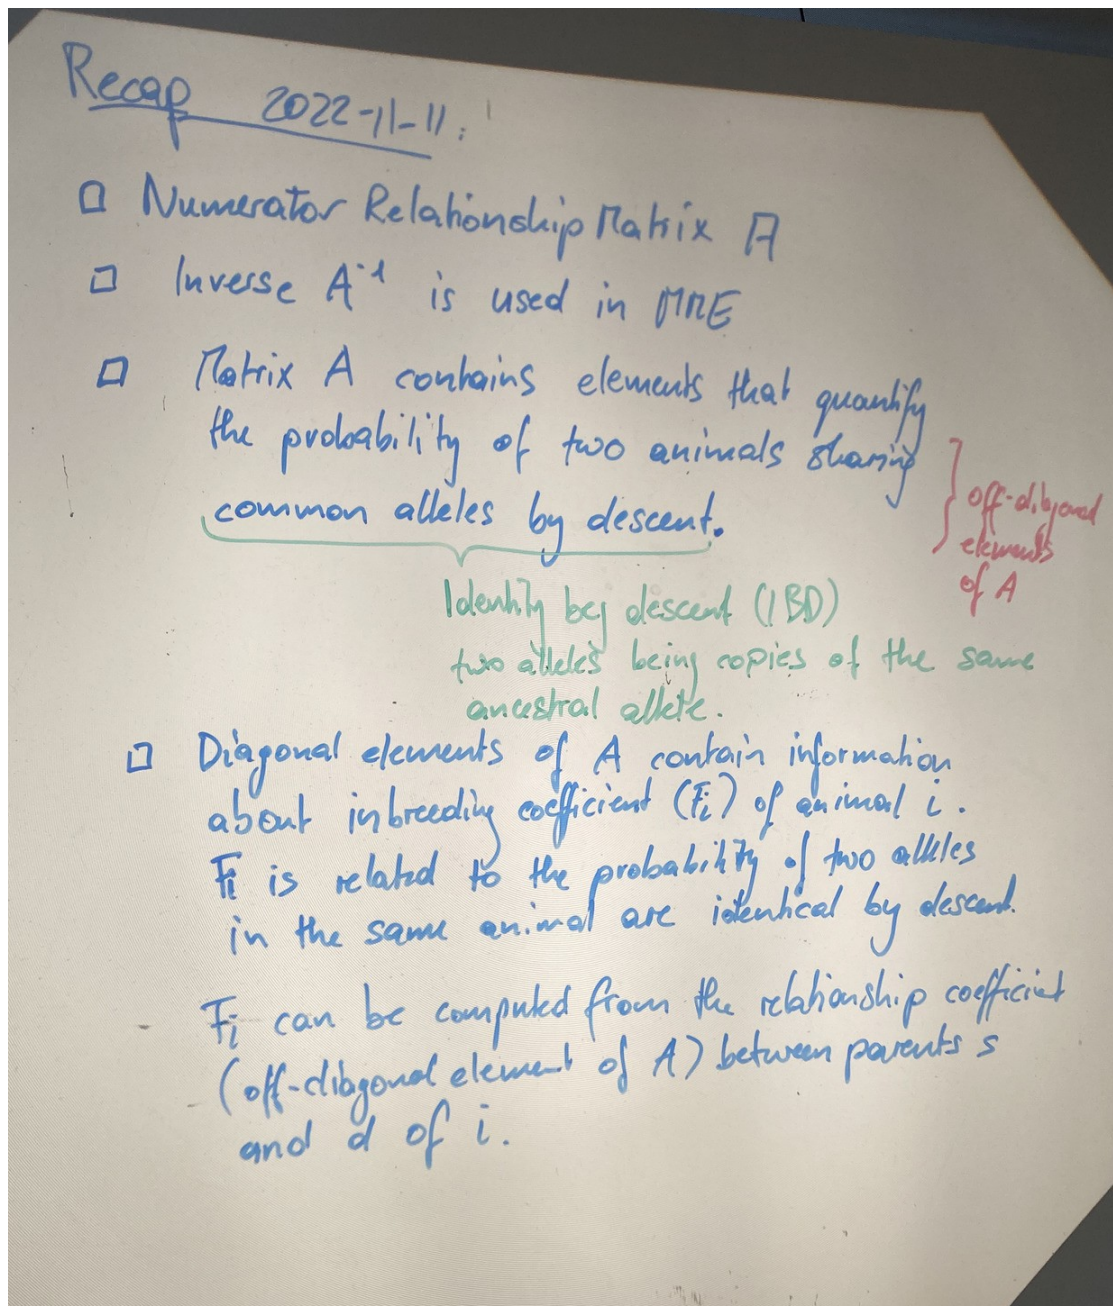 Recap 2022-11-11:
□ Numerator Relationship Matrix A
□ Inverse A⁻¹ is used in MME
□ Matrix A contains elements that quantify
the probability of two animals sharing
common alleles by descent.
off-diagonal
elements
of A
Identity by descent (IBD)
two alleles being copies of the same
ancestral allele.
□ Diagonal elements of A contain information
about inbreeding coefficient (Fi) of animal i.
Fi is related to the probability of two alleles
in the same animal are identical by descent.
Fi can be computed from the relationship coefficient
(off-diagonal element of A) between parents s
and d of i.